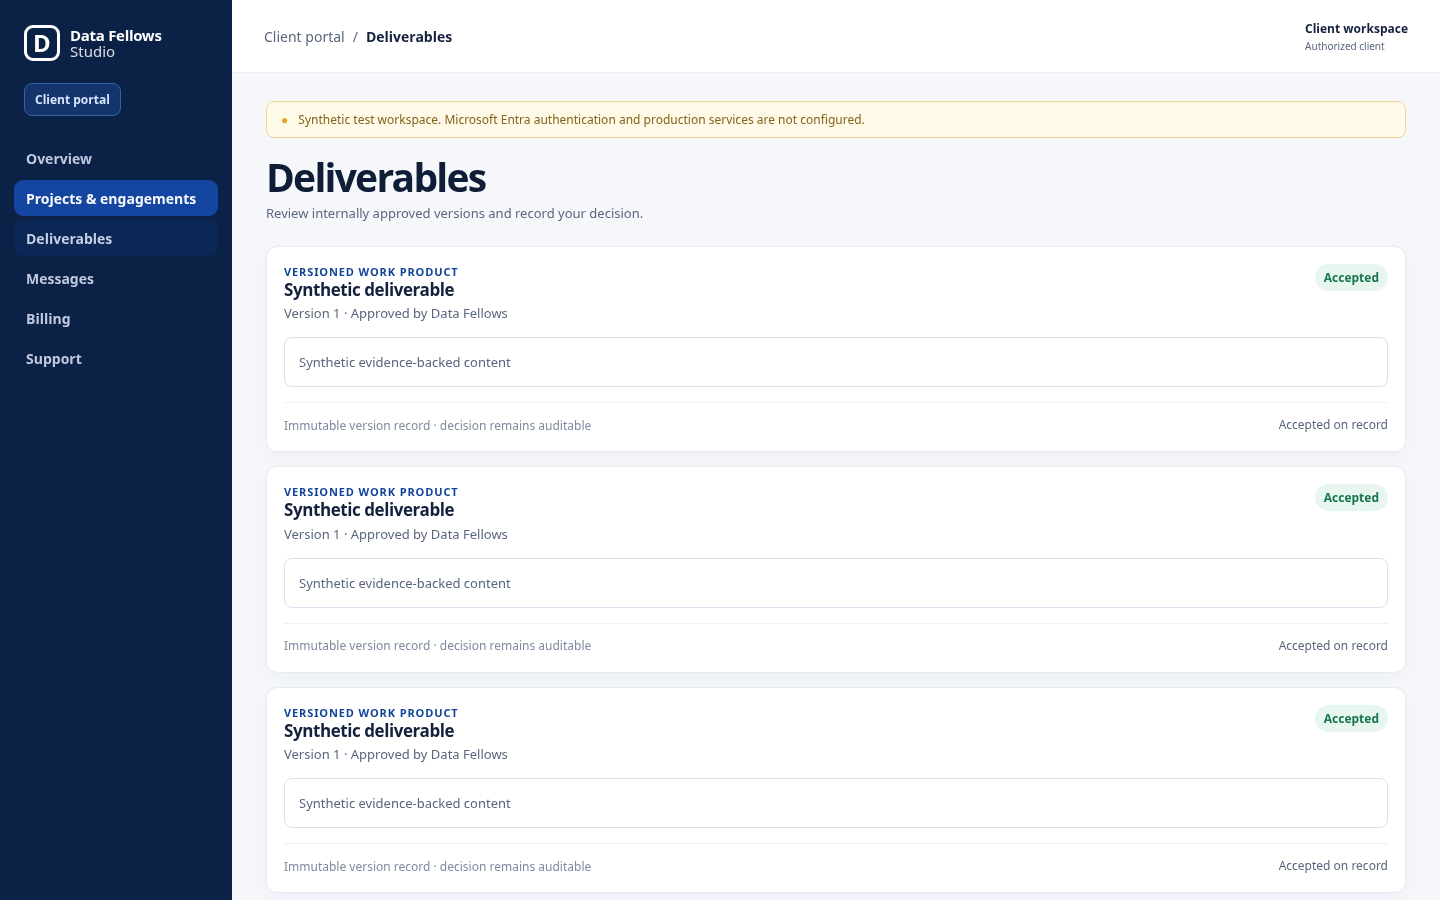 D
Data Fellows
Studio
Client portal
Overview
Projects & engagements
Deliverables
Messages
Billing
Support
Client portal / Deliverables
Client workspace
Authorized client
Synthetic test workspace. Microsoft Entra authentication and production services are not configured.
Deliverables
Review internally approved versions and record your decision.
VERSIONED WORK PRODUCT
Synthetic deliverable
Version 1 · Approved by Data Fellows
Accepted
Synthetic evidence-backed content
Immutable version record · decision remains auditable
Accepted on record
VERSIONED WORK PRODUCT
Synthetic deliverable
Version 1 · Approved by Data Fellows
Accepted
Synthetic evidence-backed content
Immutable version record · decision remains auditable
Accepted on record
VERSIONED WORK PRODUCT
Synthetic deliverable
Version 1 · Approved by Data Fellows
Accepted
Synthetic evidence-backed content
Immutable version record · decision remains auditable
Accepted on record